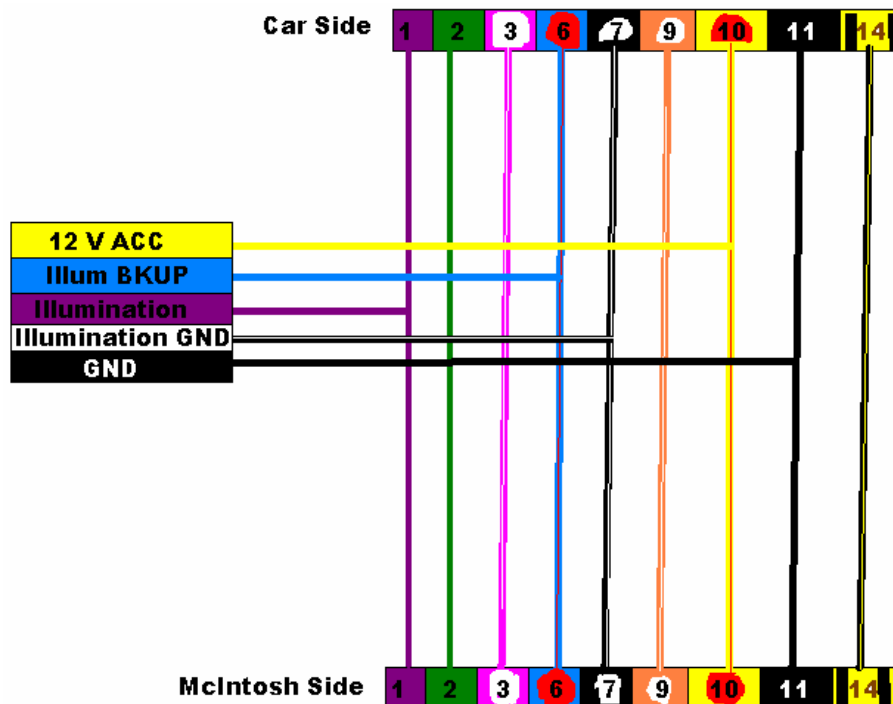 Car Side 1 2 3 6 7 9 10 11 14
12 V ACC
Illum BKUP
Illumination
Illumination GND
GND
McIntosh Side 1 2 3 6 7 9 10 11 14